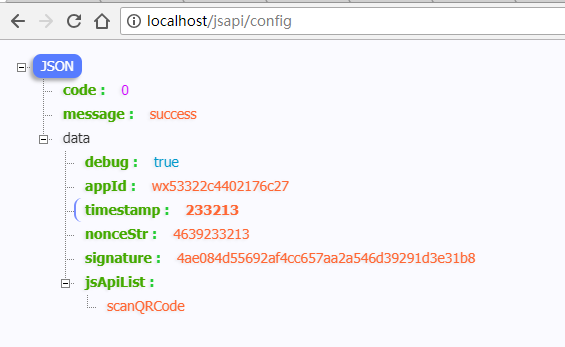 localhost/jsapi/config
JSON
code : 0
message : success
data
debug : true
appId : wx53322c4402176c27
timestamp : 233213
nonceStr : 4639233213
signature : 4ae084d55692af4cc657aa2a546d39291d3e31b8
jsApiList :
scanQRCode